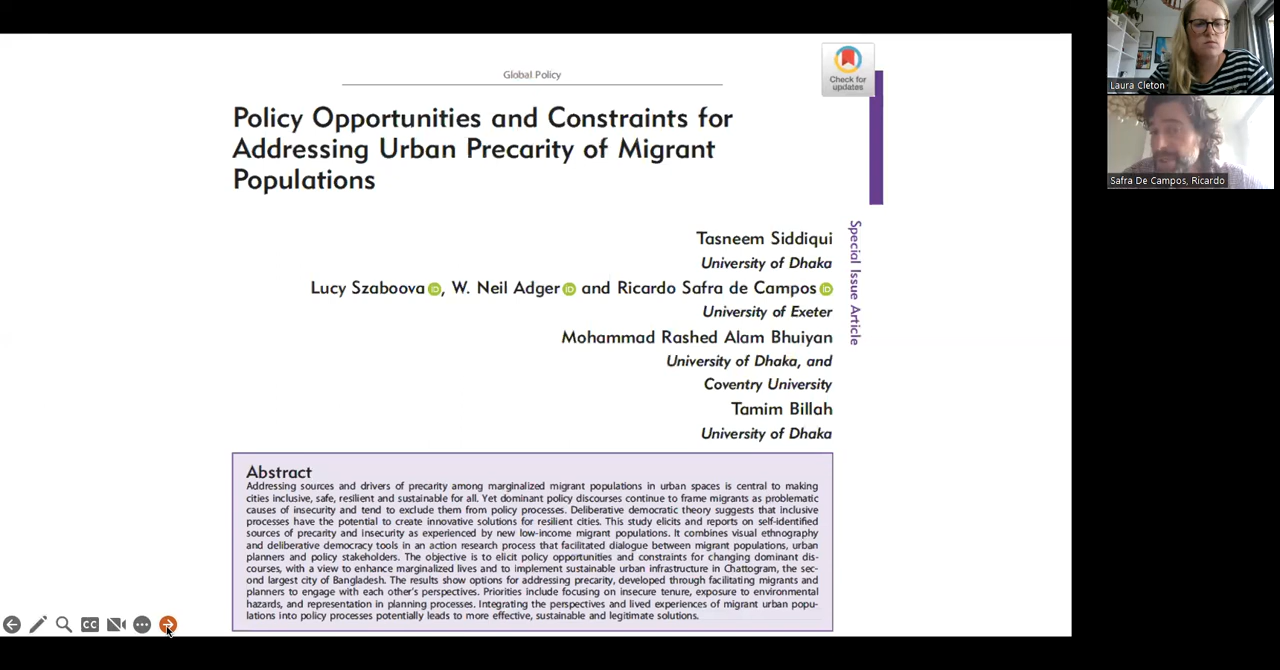 Global Policy
Check for
updates
Policy Opportunities and Constraints for
Addressing Urban Precarity of Migrant
Populations
Tasneem Siddiqui
University of Dhaka
Lucy Szaboova iD, W. Neil Adger iD and Ricardo Safra de Campos iD
University of Exeter
Mohammad Rashed Alam Bhuiyan
University of Dhaka, and
Coventry University
Tamim Billah
University of Dhaka
Special Issue Article
Abstract
Addressing sources and drivers of precarity among marginalized migrant populations in urban spaces is central to making
cities inclusive, safe, resilient and sustainable for all. Yet dominant policy discourses continue to frame migrants as problematic
causes of insecurity and tend to exclude them from policy processes. Deliberative democratic theory suggests that inclusive
processes have the potential to create innovative solutions for resilient cities. This study elicits and reports on self-identified
sources of precarity and insecurity as experienced by new low-income migrant populations. It combines visual ethnography
and deliberative democracy tools in an action research process that facilitated dialogue between migrant populations, urban
planners and policy stakeholders. The objective is to elicit policy opportunities and constraints for changing dominant dis-
courses, with a view to enhance marginalized lives and to implement sustainable urban infrastructure in Chattogram, the sec-
ond largest city of Bangladesh. The results show options for addressing precarity, developed through facilitating migrants and
planners to engage with each other's perspectives. Priorities include focusing on insecure tenure, exposure to environmental
hazards, and representation in planning processes. Integrating the perspectives and lived experiences of migrant urban popu-
lations into policy processes potentially leads to more effective, sustainable and legitimate solutions.
CC
Laura Cleton
Safra De Campos, Ricardo